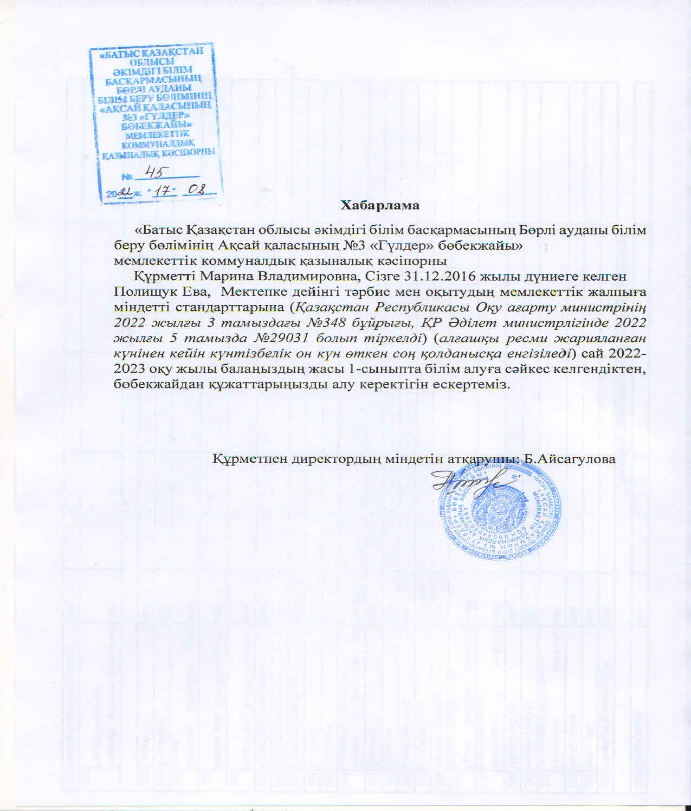 «БАТЫС ҚАЗАҚСТАН
ОБЛЫСЫ
ӘКІМДІГІ БІЛІМ
БАСҚАРМАСЫНЫҢ
БӨРЛІ АУДАНЫ
БІЛІМ БЕРУ БӨЛІМІНІҢ
«АҚСАЙ ҚАЛАСЫНЫҢ
№3 «ГҮЛДЕР»
БӨБЕКЖАЙЫ»
МЕМЛЕКЕТТІК
КОММУНАЛДЫҚ
ҚАЗЫНАЛЫҚ КӘСІПОРНЫ
№ 45
2022ж. "17" 08
Хабарлама
«Батыс Қазақстан облысы әкімдігі білім басқармасының Бөрлі ауданы білім
беру бөлімінің Ақсай қаласының №3 «Гүлдер» бөбекжайы»
мемлекеттік коммуналдық қазыналық кәсіпорны
Құрметті Марина Владимировна, Сізге 31.12.2016 жылы дүниеге келген
Полищук Ева, Мектепке дейінгі тәрбие мен оқытудың мемлекеттік жалпыға
міндетті стандарттарына (Қазақстан Республикасы Оқу ағарту министрінің
2022 жылғы 3 тамыздағы №348 бұйрығы, ҚР Әділет министрлігінде 2022
жылғы 5 тамызда №29031 болып тіркелді) (алғашқы ресми жарияланған
күнінен кейін күнтізбелік он күн өткен соң қолданысқа енгізіледі) сай 2022-
2023 оқу жылы балаңыздың жасы 1-сыныпта білім алуға сәйкес келгендіктен,
бобекжайдан құжаттарыңызды алу керектігін ескертеміз.
Құрметпен директордың міндетін атқарушы: Б.Айсагулова